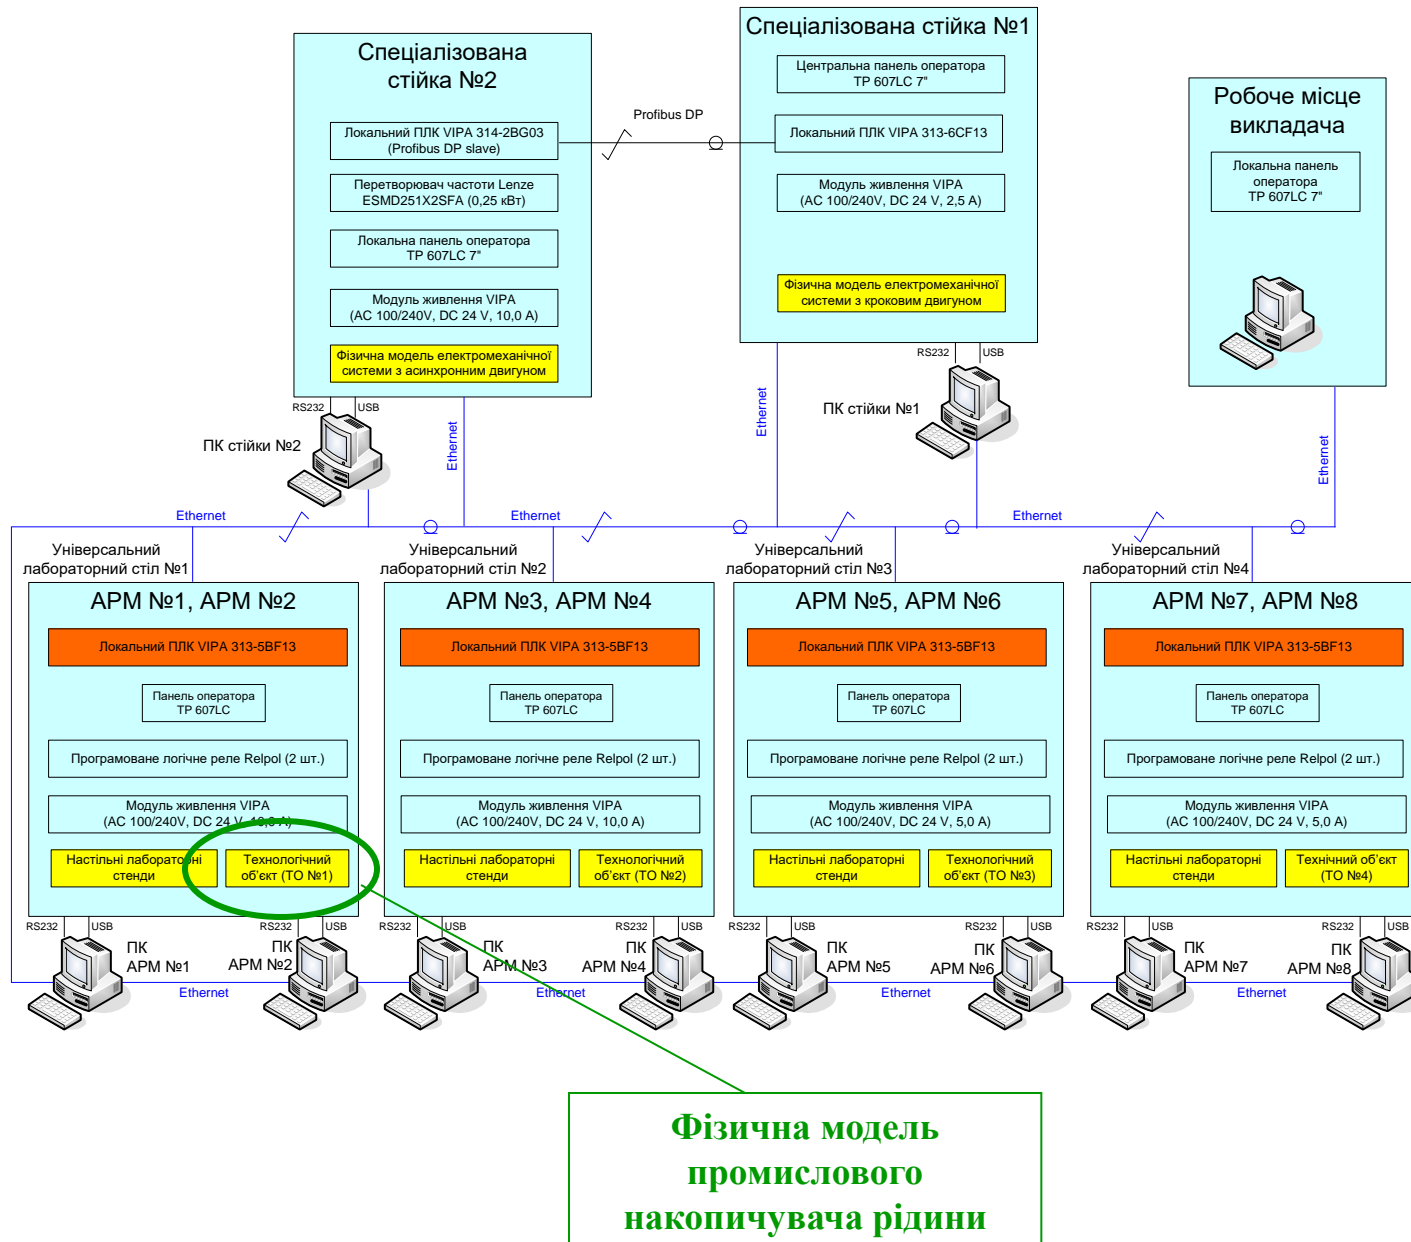 Спеціалізована
стійка №2
Локальний ПЛК VIPA 314-2BG03
(Profibus DP slave)
Перетворювач частоти Lenze
ESMD251X2SFA (0,25 кВт)
Локальна панель оператора
TP 607LC 7"
Модуль живлення VIPA
(AC 100/240V, DC 24 V, 10,0 A)
Фізична модель електромеханічної
системи з асинхронним двигуном
Profibus DP
Спеціалізована стійка №1
Центральна панель оператора
TP 607LC 7"
Локальний ПЛК VIPA 313-6CF13
Модуль живлення VIPA
(AC 100/240V, DC 24 V, 2,5 A)
Фізична модель електромеханічної
системи з кроковим двигуном
Робоче місце
викладача
Локальна панель
оператора
TP 607LC 7"
RS232
USB
ПК стійки №2
Ethernet
Ethernet
RS232
USB
ПК стійки №1
Ethernet
Ethernet
Ethernet
Ethernet
Універсальний
лабораторний стіл №1
Універсальний
лабораторний стіл №2
Універсальний
лабораторний стіл №3
Універсальний
лабораторний стіл №4
АРМ №1, АРМ №2
Локальний ПЛК VIPA 313-5BF13
Панель оператора
TP 607LC
Програмоване логічне реле Relpol (2 шт.)
Модуль живлення VIPA
(AC 100/240V, DC 24 V, 10,0 A)
Настільні лабораторні
стенди
Технологічний
об'єкт (ТО №1)
АРМ №3, АРМ №4
Локальний ПЛК VIPA 313-5BF13
Панель оператора
TP 607LC
Програмоване логічне реле Relpol (2 шт.)
Модуль живлення VIPA
(AC 100/240V, DC 24 V, 10,0 A)
Настільні лабораторні
стенди
Технологічний
об'єкт (ТО №2)
АРМ №5, АРМ №6
Локальний ПЛК VIPA 313-5BF13
Панель оператора
TP 607LC
Програмоване логічне реле Relpol (2 шт.)
Модуль живлення VIPA
(AC 100/240V, DC 24 V, 5,0 A)
Настільні лабораторні
стенди
Технологічний
об'єкт (ТО №3)
АРМ №7, АРМ №8
Локальний ПЛК VIPA 313-5BF13
Панель оператора
TP 607LC
Програмоване логічне реле Relpol (2 шт.)
Модуль живлення VIPA
(AC 100/240V, DC 24 V, 5,0 A)
Настільні лабораторні
стенди
Технічний об'єкт
(ТО №4)
RS232
USB
ПК
АРМ №1
RS232
USB
ПК
АРМ №2
RS232
USB
ПК
АРМ №3
RS232
USB
ПК
АРМ №4
RS232
USB
ПК
АРМ №5
RS232
USB
ПК
АРМ №6
RS232
USB
ПК
АРМ №7
RS232
USB
ПК
АРМ №8
Ethernet
Ethernet
Ethernet
Ethernet
Фізична модель
промислового
накопичувача рідини